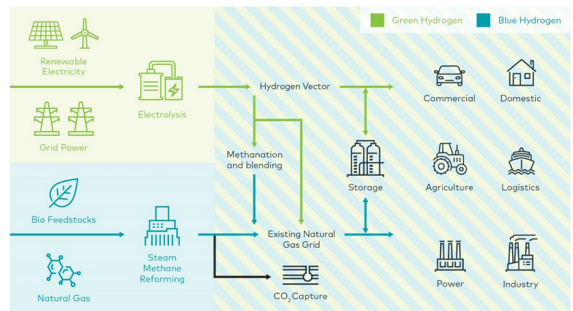 Green Hydrogen
Blue Hydrogen
Renewable
Electricity
Grid Power
Electrolysis
Hydrogen Vector
Methanation
and blending
Storage
Commercial
Domestic
Agriculture
Logistics
Bio Feedstocks
Natural Gas
Steam
Methane
Reforming
Existing Natural
Gas Grid
CO₂ Capture
Power
Industry